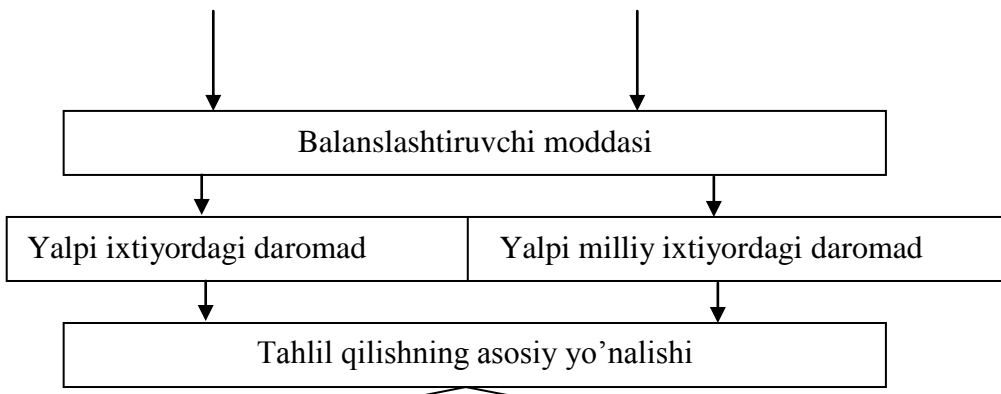 Balanslashtiruvchi moddasi
Yalpi ixtiyordagi daromad
Yalpi milliy ixtiyordagi daromad
Tahlil qilishning asosiy yo’nalishi